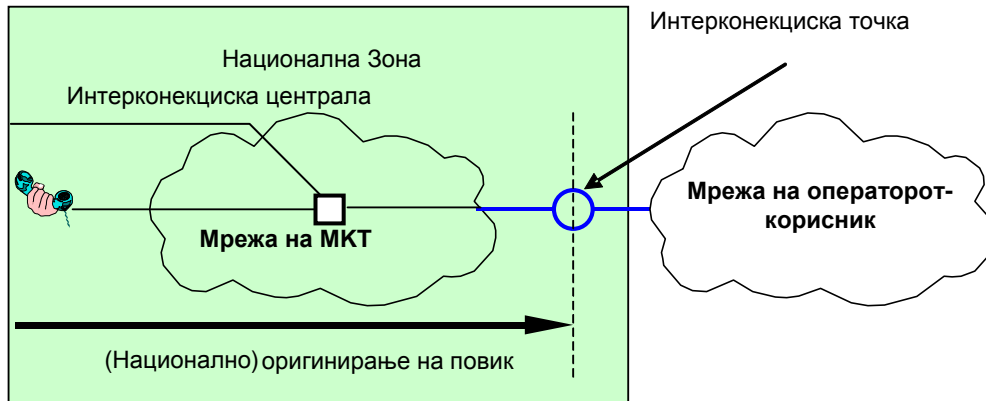 Интерконекциска точка
Национална Зона
Интерконекциска централа
Мрежа на МКТ
Мрежа на операторот-
корисник
(Национално) оригинирање на повик